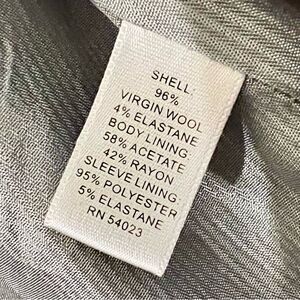 SHELL:
96%
VIRGIN WOOL
4% ELASTANE
BODY LINING:
58% ACETATE
42% RAYON
SLEEVE LINING:
95% POLYESTER
5% ELASTANE
RN 54023